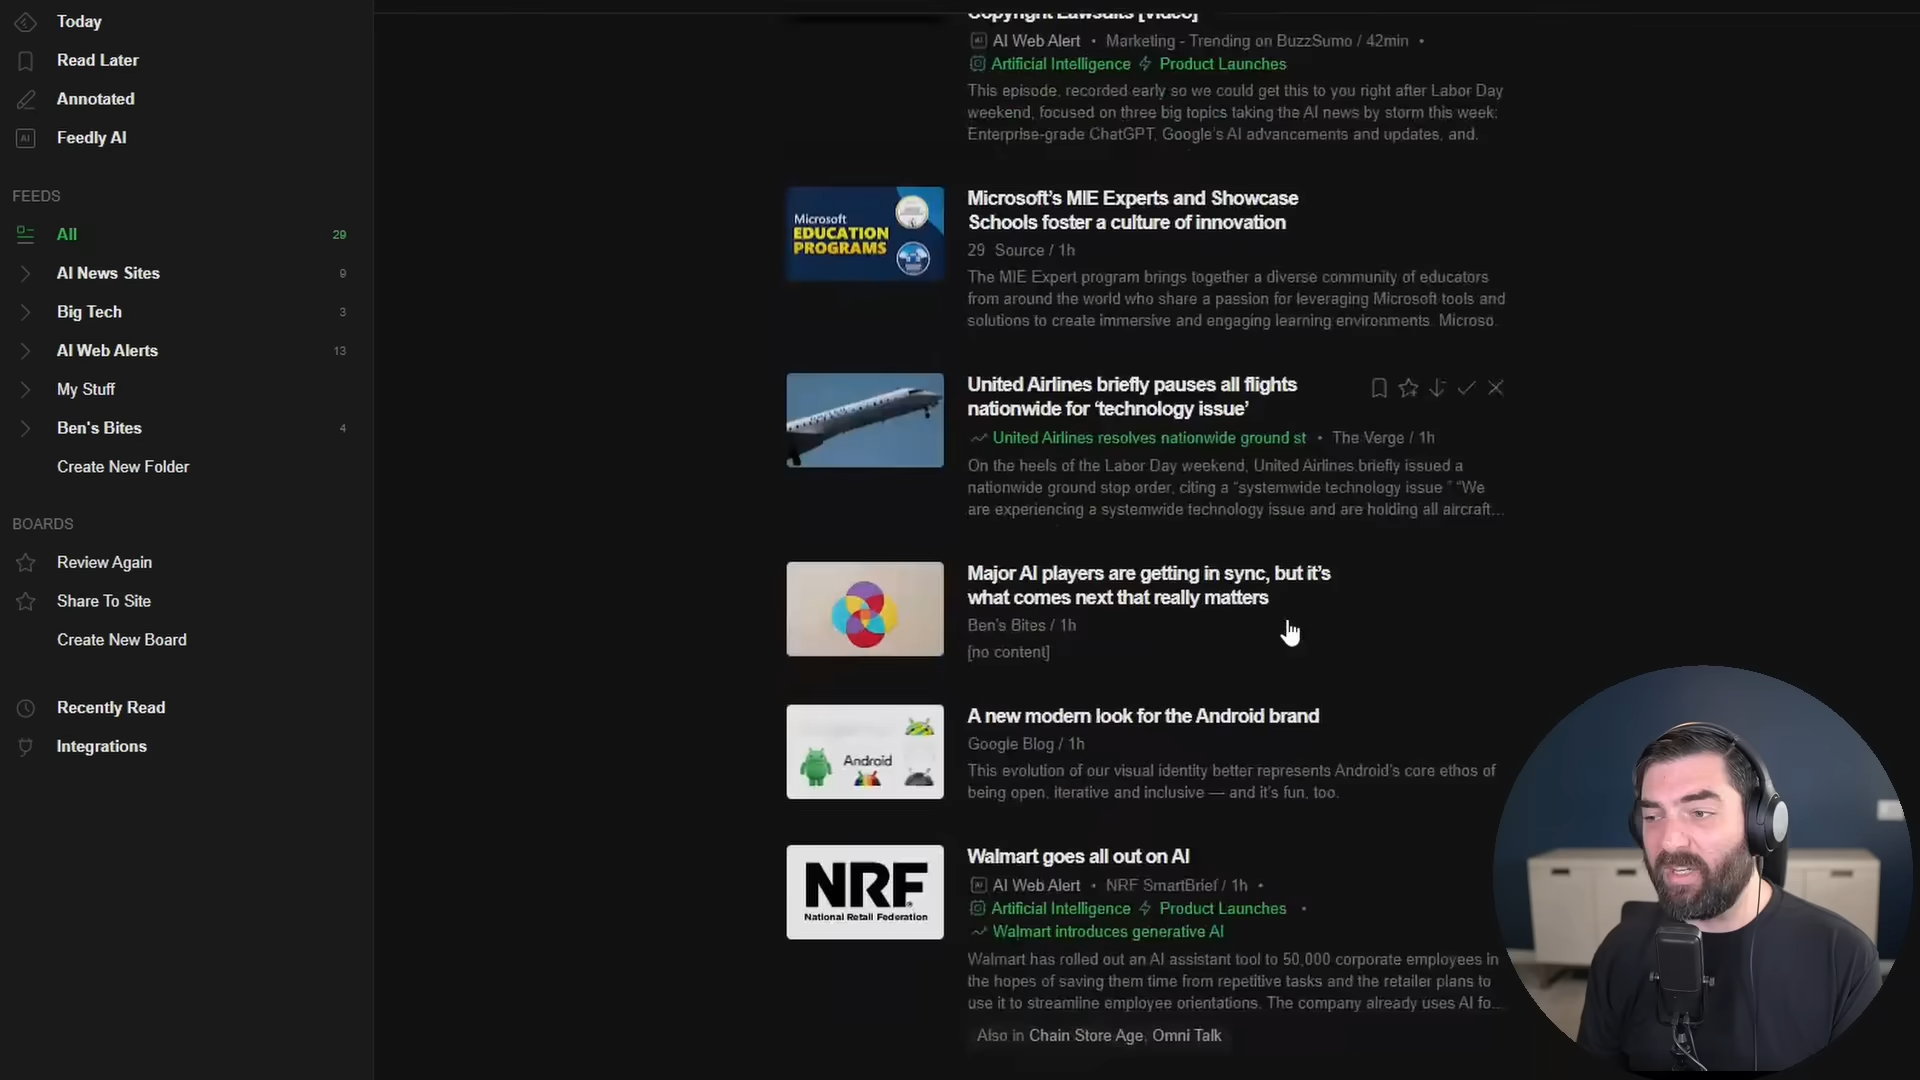 Today
Read Later
Annotated
Feedly AI
FEEDS
All 29
AI News Sites 9
Big Tech 3
AI Web Alerts 13
My Stuff
Ben's Bites 4
Create New Folder
BOARDS
Review Again
Share To Site
Create New Board
Recently Read
Integrations
Copyright Lawsuits [Video]
AI Web Alert • Marketing - Trending on BuzzSumo / 42min •
Artificial Intelligence Product Launches
This episode, recorded early so we could get this to you right after Labor Day
weekend, focused on three big topics taking the AI news by storm this week:
Enterprise-grade ChatGPT, Google's AI advancements and updates, and.
Microsoft
EDUCATION
PROGRAMS
Microsoft’s MIE Experts and Showcase
Schools foster a culture of innovation
29 Source / 1h
The MIE Expert program brings together a diverse community of educators
from around the world who share a passion for leveraging Microsoft tools and
solutions to create immersive and engaging learning environments. Microso.
United Airlines briefly pauses all flights
nationwide for ‘technology issue’
United Airlines resolves nationwide ground st • The Verge / 1h
On the heels of the Labor Day weekend, United Airlines briefly issued a
nationwide ground stop order, citing a “systemwide technology issue ” “We
are experiencing a systemwide technology issue and are holding all aircraft...
Major AI players are getting in sync, but it’s
what comes next that really matters
Ben's Bites / 1h
[no content]
Android
A new modern look for the Android brand
Google Blog / 1h
This evolution of our visual identity better represents Android’s core ethos of
being open, iterative and inclusive — and it’s fun, too.
NRF
National Retail Federation
Walmart goes all out on AI
AI Web Alert • NRF SmartBrief / 1h •
Artificial Intelligence Product Launches •
Walmart introduces generative AI
Walmart has rolled out an AI assistant tool to 50,000 corporate employees in
the hopes of saving them time from repetitive tasks and the retailer plans to
use it to streamline employee orientations. The company already uses AI fo...
Also in Chain Store Age, Omni Talk